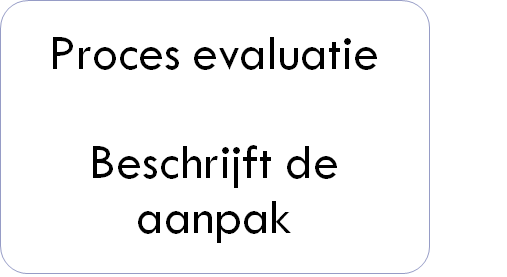 Proces evaluatie
Beschrijft de
aanpak